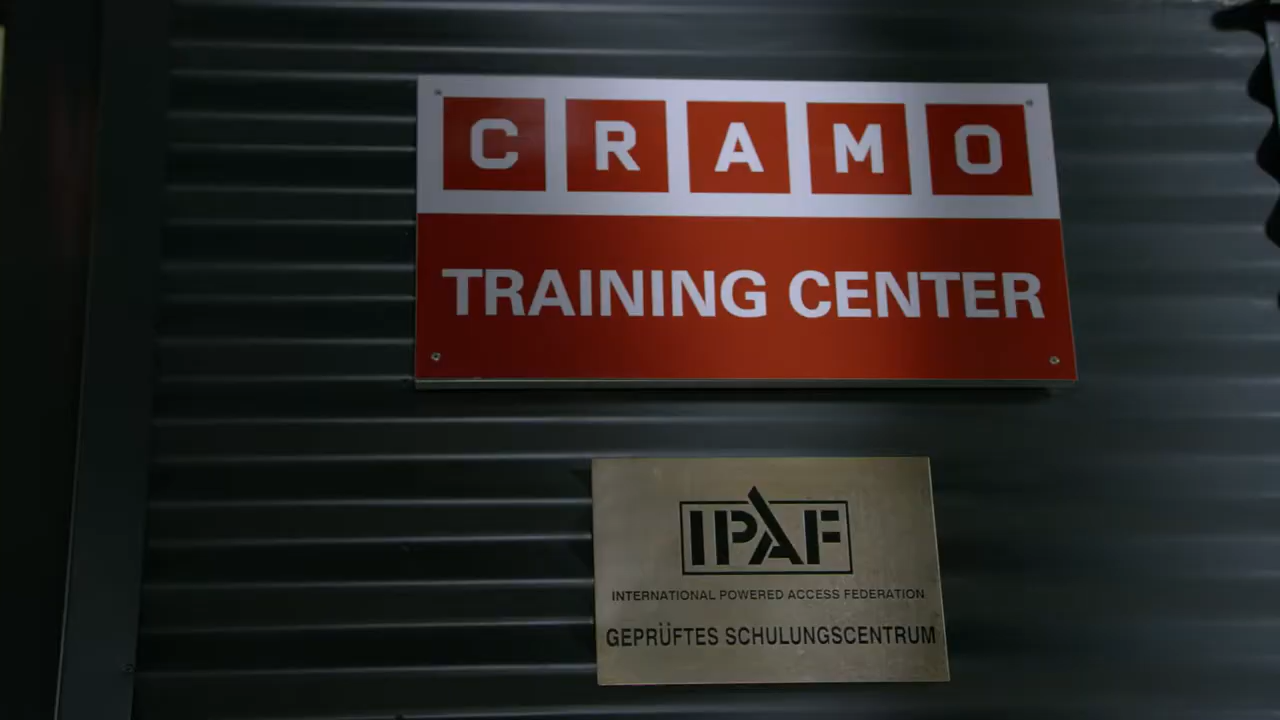 CRAMO
TRAINING CENTER
IPAF
INTERNATIONAL POWERED ACCESS FEDERATION
GEPRÜFTES SCHULUNGSCENTRUM